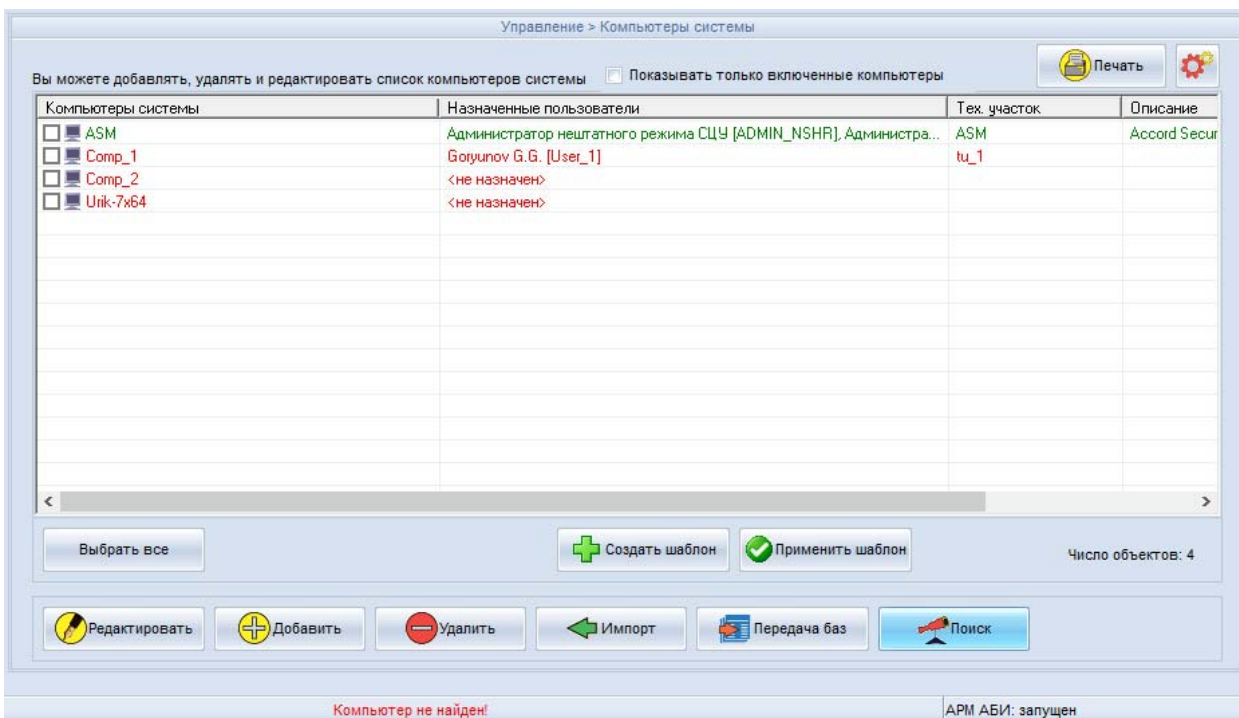 Управление > Компьютеры системы
Печать
Вы можете добавлять, удалять и редактировать список компьютеров системы Показывать только включенные компьютеры
Компьютеры системы Назначенные пользователи Тех. участок Описание
ASM Администратор нештатного режима СЦУ [ADMIN_NSHR], Администра... ASM Accord Secur
Comp_1 Goryunov G.G. [User_1] tu_1
Comp_2 <не назначен>
Urik-7x64 <не назначен>
Выбрать все Создать шаблон Применить шаблон Число объектов: 4
Редактировать Добавить Удалить Импорт Передача баз Поиск
Компьютер не найден! АРМ АБИ: запущен